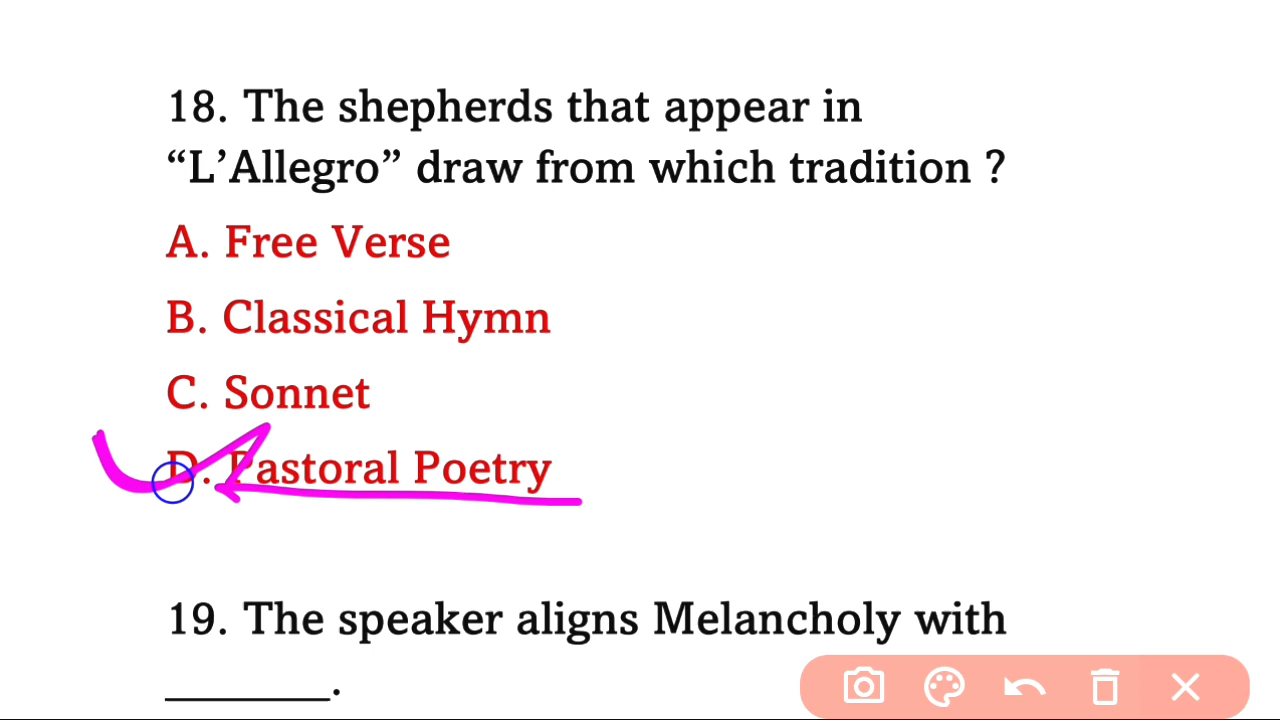 18. The shepherds that appear in
“L’Allegro” draw from which tradition ?
A. Free Verse
B. Classical Hymn
C. Sonnet
D. Pastoral Poetry
19. The speaker aligns Melancholy with
________.